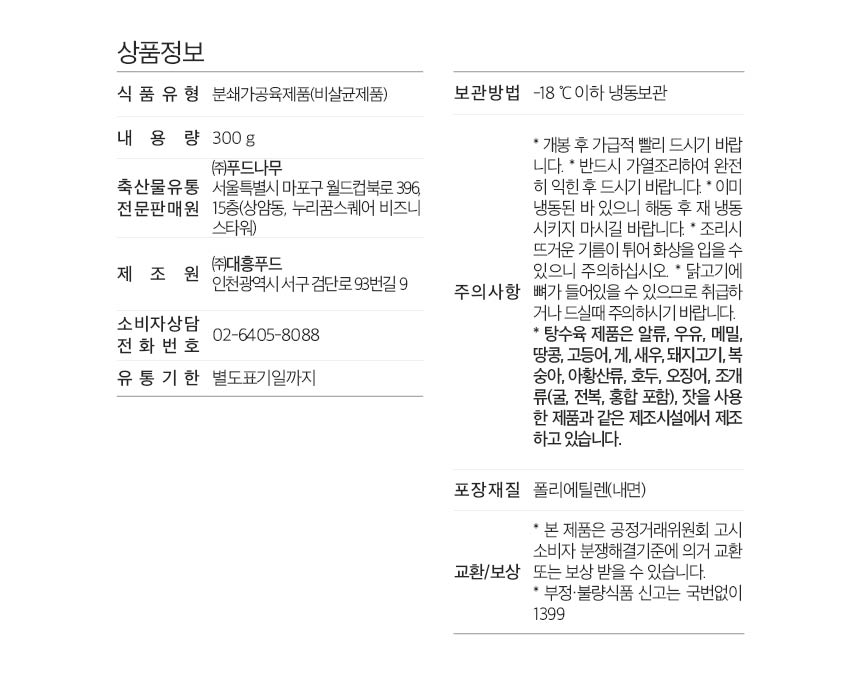 상품정보
식품유형 분쇄가공육제품(비살균제품)
내용량 300 g
축산물유통
전문판매원
㈜푸드나무
서울특별시 마포구 월드컵북로 396,
15층(상암동, 누리꿈스퀘어 비즈니
스타워)
제조원
㈜대흥푸드
인천광역시 서구 검단로 93번길 9
소비자상담
전화번호
02-6405-8088
유통기한 별도표기일까지
보관방법 -18 ℃ 이하 냉동보관
주의사항
* 개봉 후 가급적 빨리 드시기 바랍
니다. * 반드시 가열조리하여 완전
히 익힌 후 드시기 바랍니다. * 이미
냉동된 바 있으니 해동 후 재 냉동
시키지 마시길 바랍니다. * 조리시
뜨거운 기름이 튀어 화상을 입을 수
있으니 주의하십시오. * 닭고기에
뼈가 들어있을 수 있으므로 취급하
거나 드실때 주의하시기 바랍니다.
* 탕수육 제품은 알류, 우유, 메밀,
땅콩, 고등어, 게, 새우, 돼지고기, 복
숭아, 아황산류, 호두, 오징어, 조개
류(굴, 전복, 홍합 포함), 잣을 사용
한 제품과 같은 제조시설에서 제조
하고 있습니다.
포장재질 폴리에틸렌(내면)
교환/보상
* 본 제품은 공정거래위원회 고시
소비자 분쟁해결기준에 의거 교환
또는 보상 받을 수 있습니다.
* 부정·불량식품 신고는 국번없이
1399